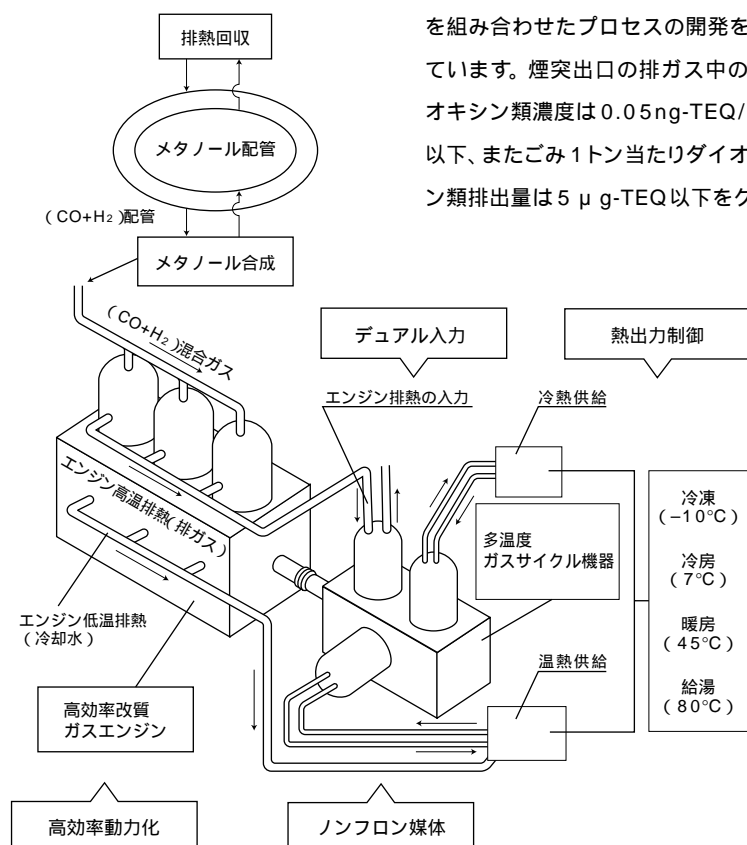 を組み合わせたプロセスの開発を
ています。煙突出口の排ガス中の
オキシン類濃度は0.05ng-TEQ/
以下、またごみ1トン当たりダイオ
ン類排出量は5 μg-TEQ以下をク
排熱回収
メタノール配管
(CO+H₂)配管
メタノール合成
(CO+H₂)混合ガス
デュアル入力
熱出力制御
エンジン排熱の入力
冷熱供給
エンジン高温排熱(排ガス)
多温度
ガスサイクル機器
冷凍
(−10°C)
冷房
(7°C)
暖房
(45°C)
給湯
(80°C)
エンジン低温排熱
(冷却水)
温熱供給
高効率改質
ガスエンジン
高効率動力化
ノンフロン媒体